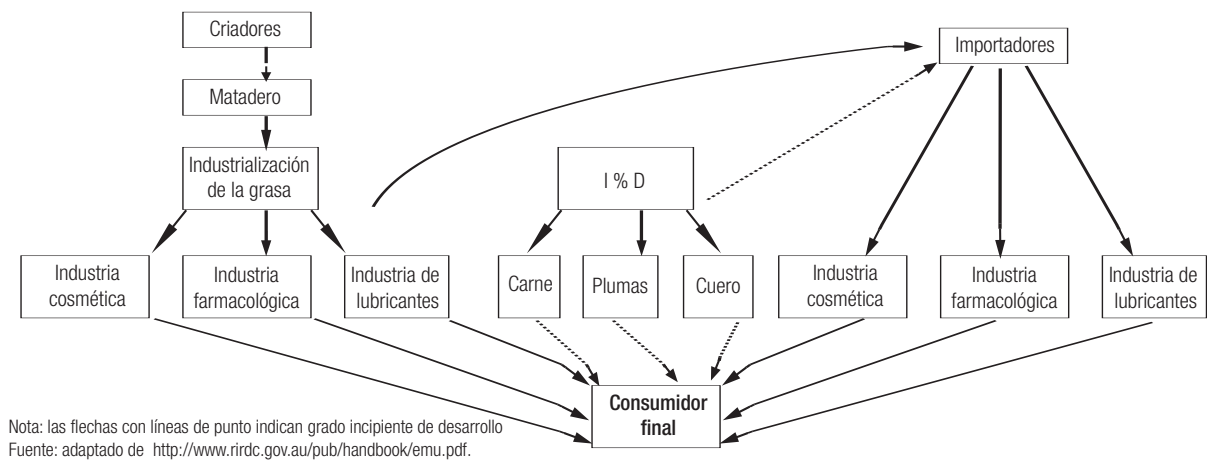 Criadores
Importadores
Matadero
Industrialización
de la grasa
I % D
Industria
cosmética
Industria
farmacológica
Industria de
lubricantes
Carne
Plumas
Cuero
Industria
cosmética
Industria
farmacológica
Industria de
lubricantes
Consumidor
final
Nota: las flechas con líneas de punto indican grado incipiente de desarrollo
Fuente: adaptado de http://www.rirdc.gov.au/pub/handbook/emu.pdf.